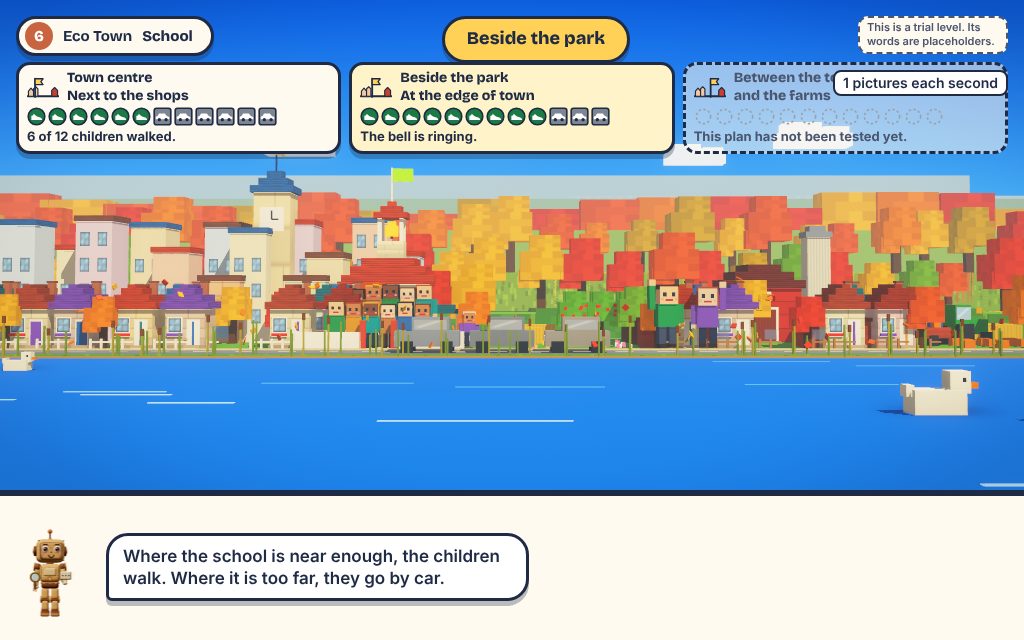 6 Eco Town School
Beside the park
This is a trial level. Its
words are placeholders.
Town centre
Next to the shops
6 of 12 children walked.
Beside the park
At the edge of town
The bell is ringing.
Between the
and the farms
This plan has not been tested yet.
1 pictures each second
Where the school is near enough, the children
walk. Where it is too far, they go by car.